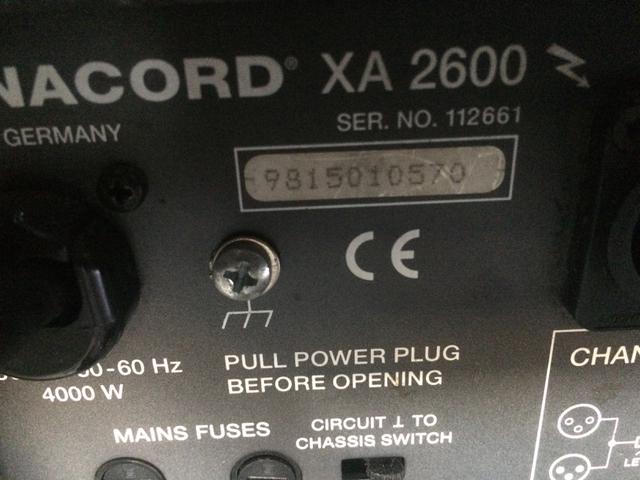 NACORD® XA 2600
GERMANY
SER. NO. 112661
9815010570
CE
-60 Hz
4000 W
PULL POWER PLUG
BEFORE OPENING
MAINS FUSES
CIRCUIT ⊥ TO
CHASSIS SWITCH
CHAN